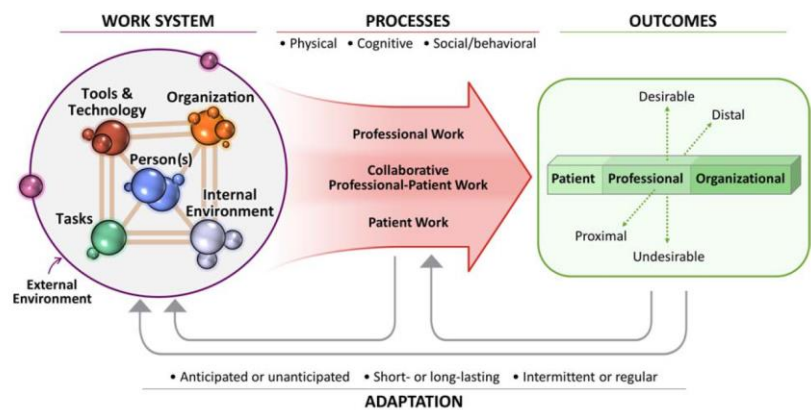 WORK SYSTEM
PROCESSES
OUTCOMES
• Physical • Cognitive • Social/behavioral
Tools &
Technology
Organization
Person(s)
Internal
Environment
Tasks
External
Environment
Professional Work
Collaborative
Professional-Patient Work
Patient Work
Desirable
Distal
Patient Professional Organizational
Proximal
Undesirable
• Anticipated or unanticipated • Short- or long-lasting • Intermittent or regular
ADAPTATION